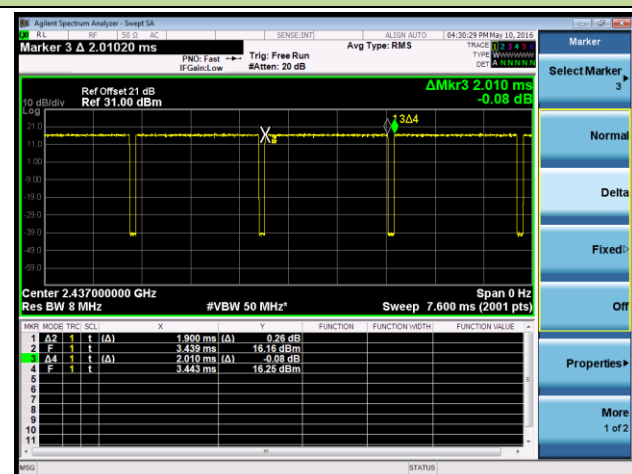 Agilent Spectrum Analyzer - Swept SA
RL RF 50 Ω AC SENSE:INT ALIGN AUTO 04:30:29 PM May 10, 2016
Marker 3 Δ 2.01020 ms
PNO: Fast Trig: Free Run Avg Type: RMS
IFGain:Low #Atten: 20 dB
TRACE 1 2 3 4 5 6
TYPE WWWWWW
DET A N N N N N
Marker
Select Marker
3
Normal
Delta
Fixed
Off
Properties
More
1 of 2
ΔMkr3 2.010 ms
-0.08 dB
Ref Offset 21 dB
10 dB/div Ref 31.00 dBm
Log
21.0
11.0
1.00
-9.00
-19.0
-29.0
-39.0
-49.0
-59.0
X
13Δ4
Center 2.437000000 GHz Span 0 Hz
Res BW 8 MHz #VBW 50 MHz* Sweep 7.600 ms (2001 pts)
MKR MODE TRC SCL X Y FUNCTION FUNCTION WIDTH FUNCTION VALUE
1 Δ2 1 t (Δ) 1.900 ms (Δ) 0.26 dB
2 F 1 t 3.439 ms 16.16 dBm
3 Δ4 1 t (Δ) 2.010 ms (Δ) -0.08 dB
4 F 1 t 3.443 ms 16.25 dBm
5
6
7
8
9
10
11
MSG STATUS